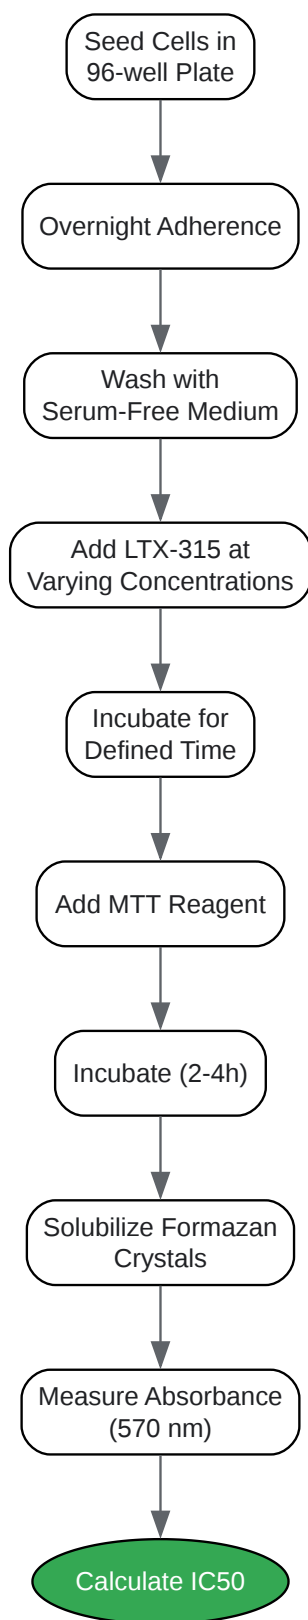 Seed Cells in
96-well Plate
Overnight Adherence
Wash with
Serum-Free Medium
Add LTX-315 at
Varying Concentrations
Incubate for
Defined Time
Add MTT Reagent
Incubate (2-4h)
Solubilize Formazan
Crystals
Measure Absorbance
(570 nm)
Calculate IC50